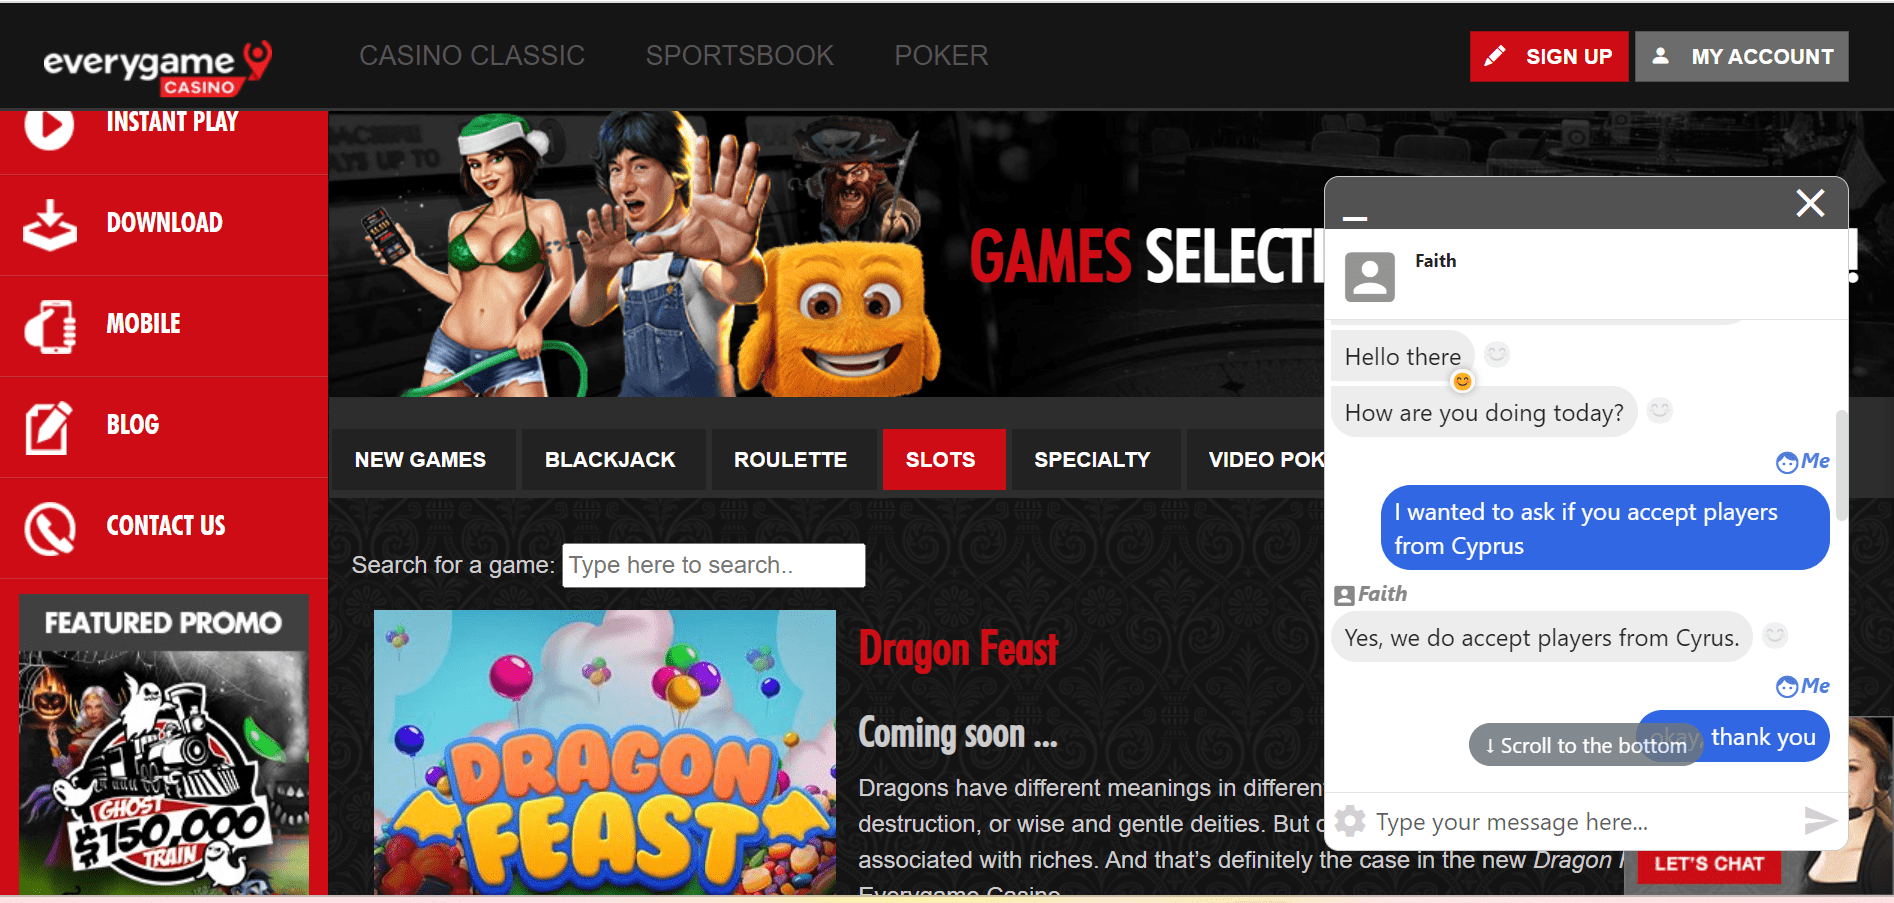 everygame
CASINO
CASINO CLASSIC
SPORTSBOOK
POKER
SIGN UP
MY ACCOUNT
INSTANT PLAY
DOWNLOAD
MOBILE
BLOG
CONTACT US
FEATURED PROMO
GHOST
$150,000
TRAIN
GAMES SELECTI
!
NEW GAMES
BLACKJACK
ROULETTE
SLOTS
SPECIALTY
VIDEO POK
Search for a game:
Type here to search..
DRAGON
FEAST
Dragon Feast
Coming soon ...
Dragons have different meanings in differen
destruction, or wise and gentle deities. But
associated with riches. And that's definitely the case in the new Dragon
Everygame Casino
Faith
Hello there
How are you doing today?
Me
I wanted to ask if you accept players
from Cyprus
Faith
Yes, we do accept players from Cyrus.
Me
okay, thank you
↓ Scroll to the bottom
Type your message here...
LET'S CHAT